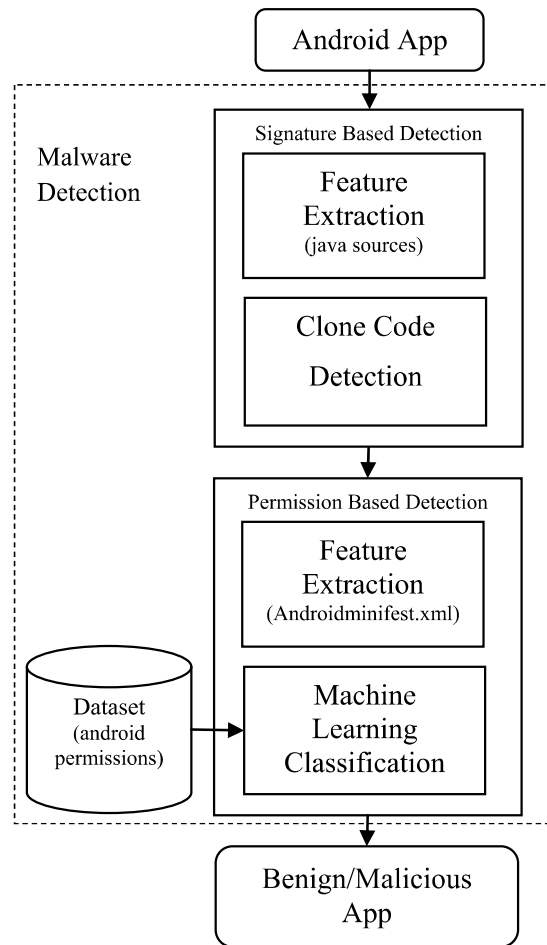 Android App
Malware
Detection
Signature Based Detection
Feature
Extraction
(java sources)
Clone Code
Detection
Permission Based Detection
Feature
Extraction
(Androidminifest.xml)
Dataset
(android
permissions)
Machine
Learning
Classification
Benign/Malicious
App